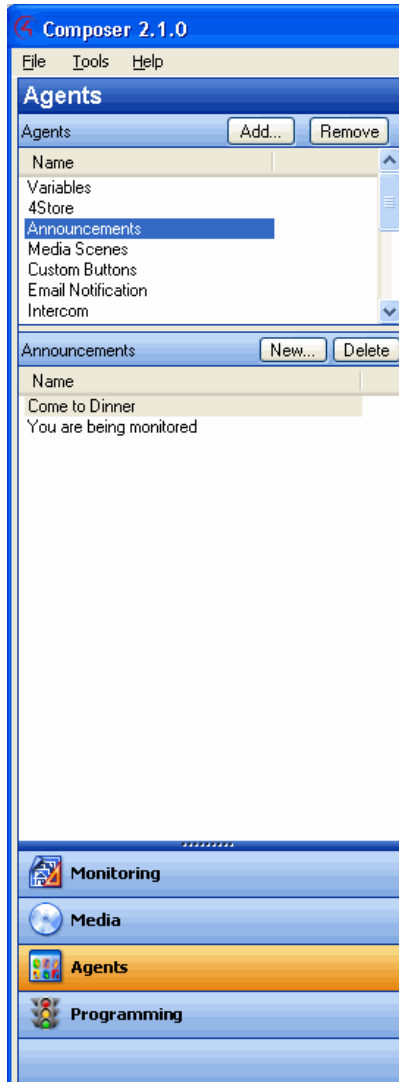 Composer 2.1.0
File Tools Help
Agents
Agents Add... Remove
Name
Variables
4Store
Announcements
Media Scenes
Custom Buttons
Email Notification
Intercom
Announcements New... Delete
Name
Come to Dinner
You are being monitored
Monitoring
Media
Agents
Programming